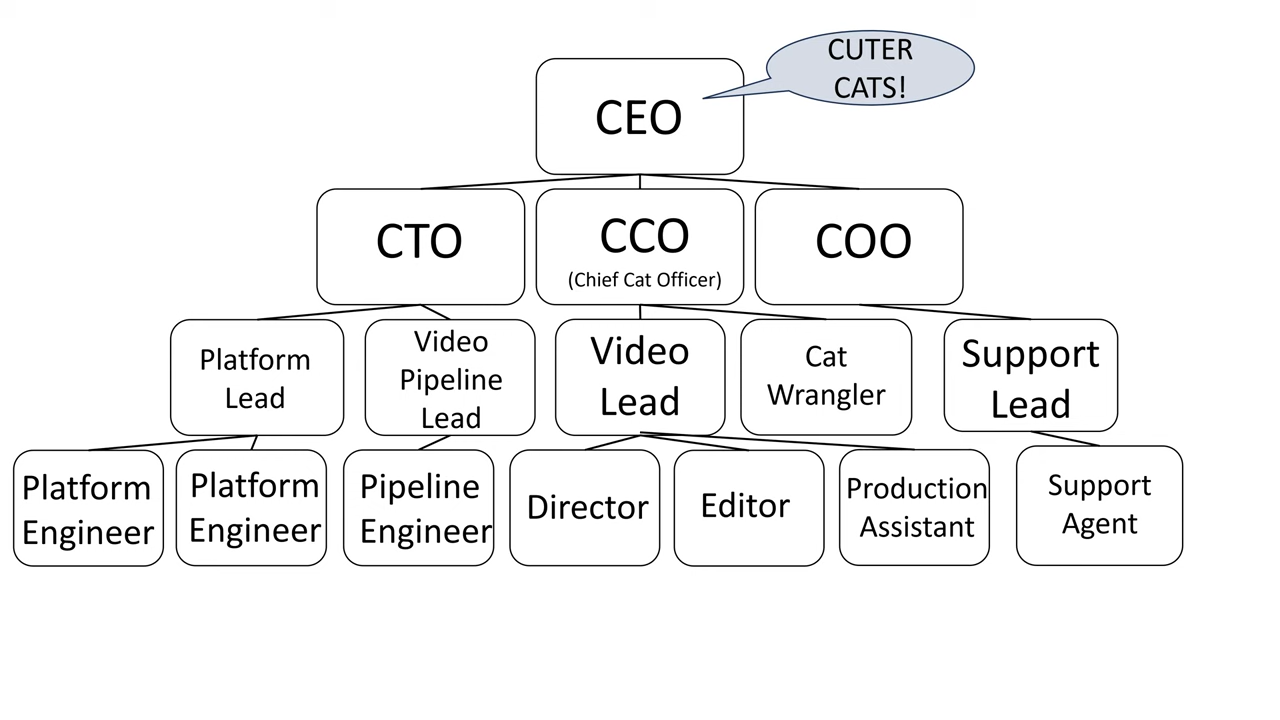 CUTER
CATS!
CEO
CTO
CCO
(Chief Cat Officer)
COO
Platform
Lead
Video
Pipeline
Lead
Video
Lead
Cat
Wrangler
Support
Lead
Platform
Engineer
Platform
Engineer
Pipeline
Engineer
Director
Editor
Production
Assistant
Support
Agent